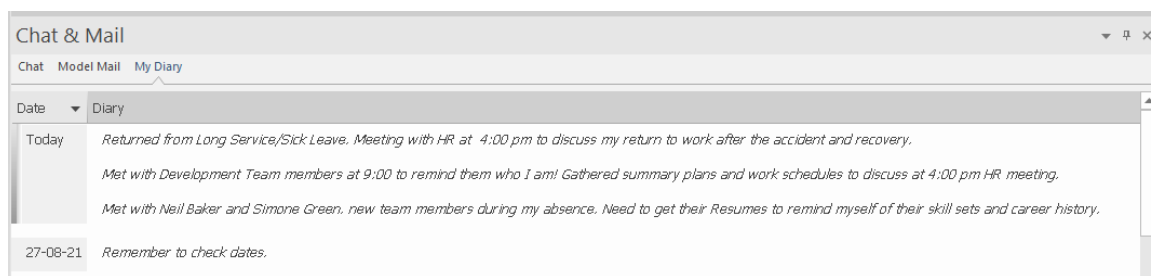 Chat & Mail
Chat Model Mail My Diary
Date Diary
Today Returned from Long Service/Sick Leave. Meeting with HR at 4:00 pm to discuss my return to work after the accident and recovery.
Met with Development Team members at 9:00 to remind them who I am! Gathered summary plans and work schedules to discuss at 4:00 pm HR meeting.
Met with Neil Baker and Simone Green, new team members during my absence. Need to get their Resumes to remind myself of their skill sets and career history.
27-08-21 Remember to check dates.